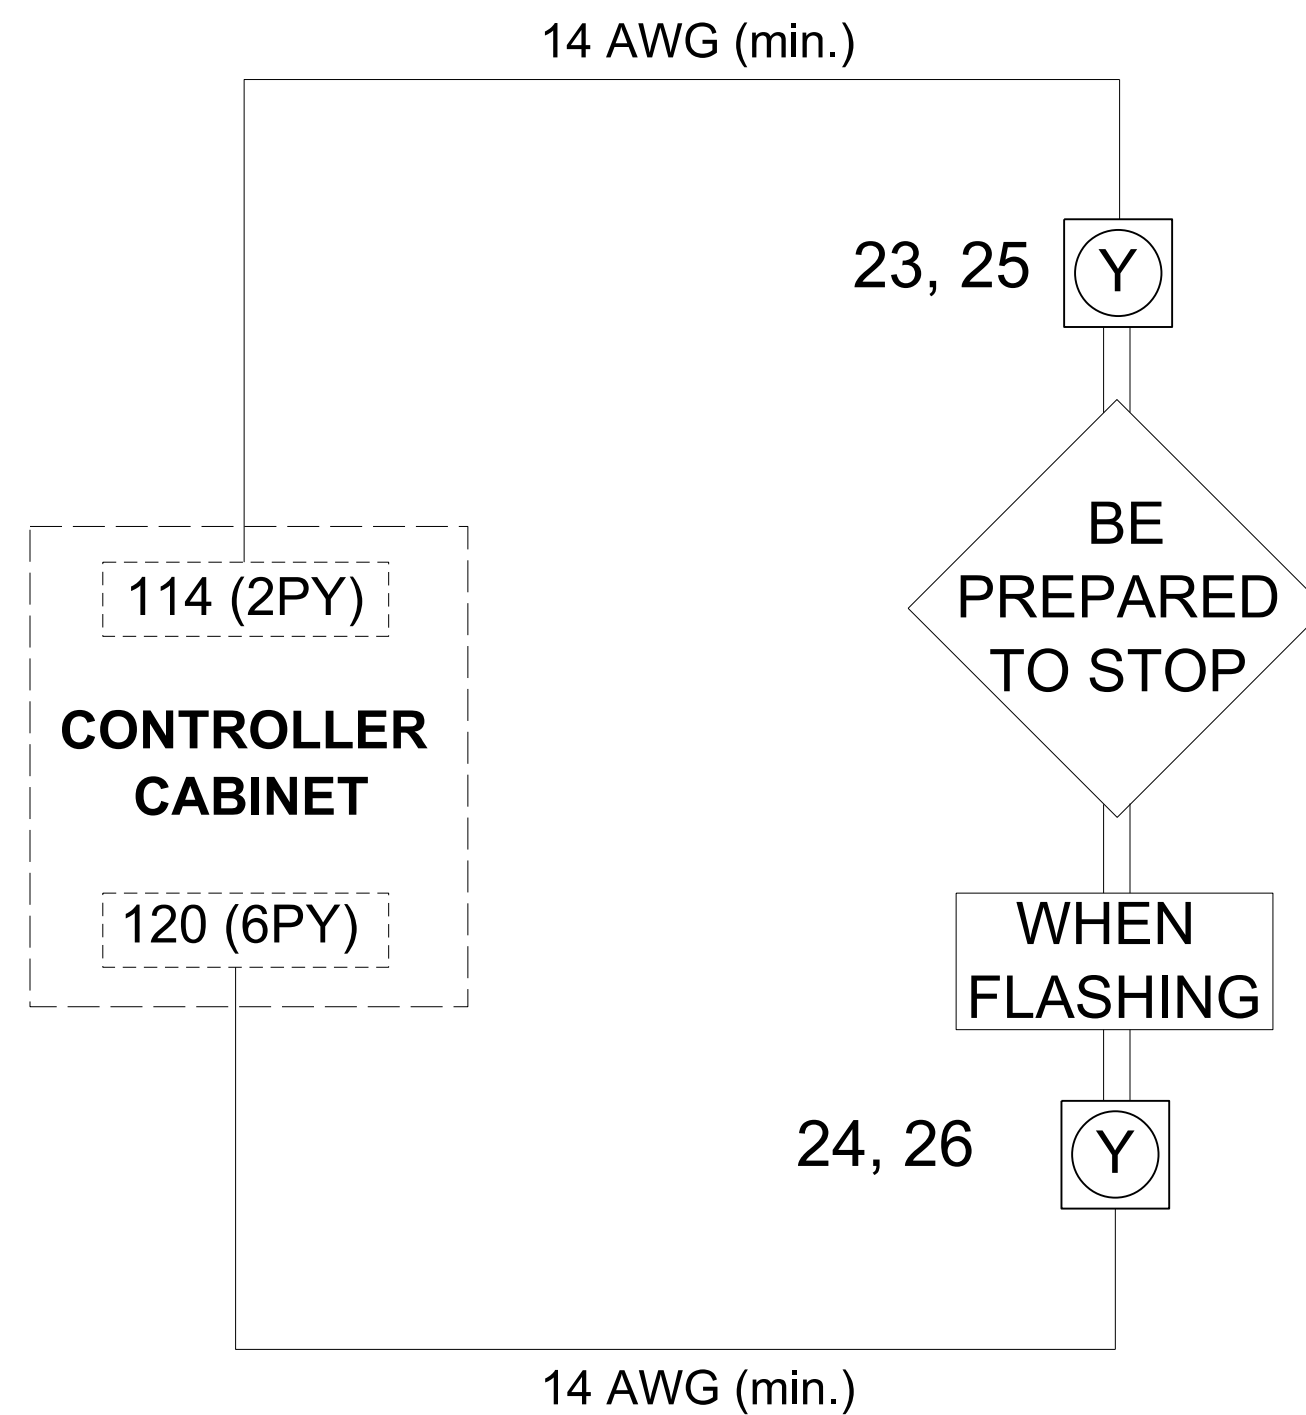 14 AWG (min.)
23, 25
Y
BE
PREPARED
TO STOP
114 (2PY)
CONTROLLER
CABINET
120 (6PY)
WHEN
FLASHING
24, 26
Y
14 AWG (min.)